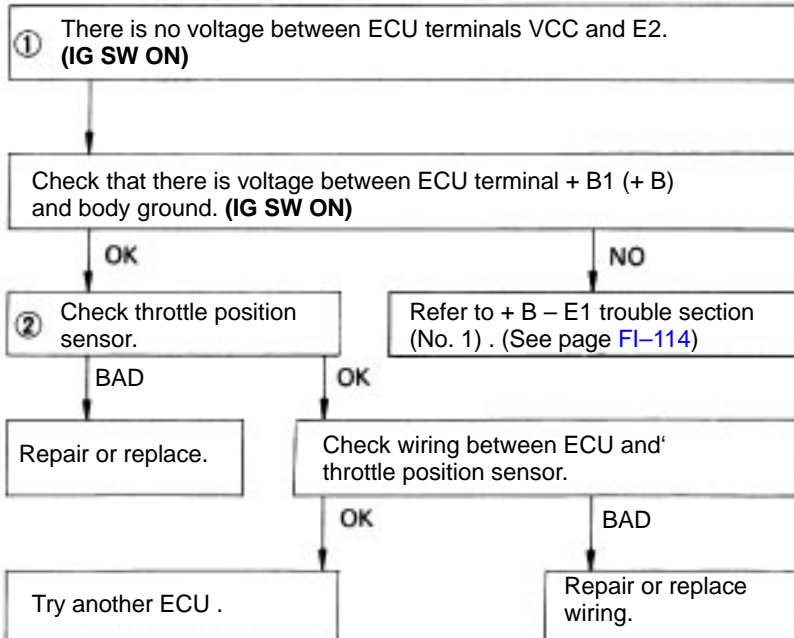 ① There is no voltage between ECU terminals VCC and E2.
(IG SW ON)
Check that there is voltage between ECU terminal + B1 (+ B)
and body ground. (IG SW ON)
OK
NO
② Check throttle position
sensor.
Refer to + B – E1 trouble section
(No. 1) . (See page FI–114)
BAD
OK
Repair or replace.
Check wiring between ECU and‘
throttle position sensor.
OK
BAD
Try another ECU .
Repair or replace
wiring.